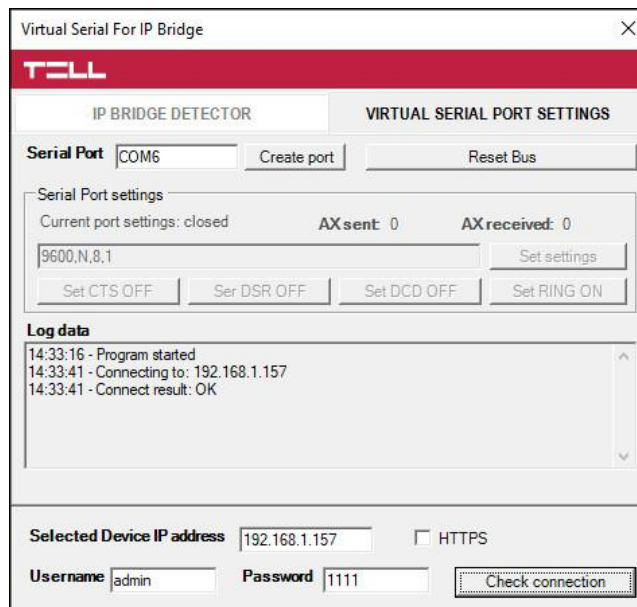 Virtual Serial For IP Bridge
TELL
IP BRIDGE DETECTOR VIRTUAL SERIAL PORT SETTINGS
Serial Port COM6 Create port Reset Bus
Serial Port settings
Current port settings: closed AX sent: 0 AX received: 0
9600,N,8,1 Set settings
Set CTS OFF Ser DSR OFF Set DCD OFF Set RING ON
Log data
14:33:16 - Program started
14:33:41 - Connecting to: 192.168.1.157
14:33:41 - Connect result: OK
Selected Device IP address 192.168.1.157 HTTPS
Username admin Password 1111 Check connection